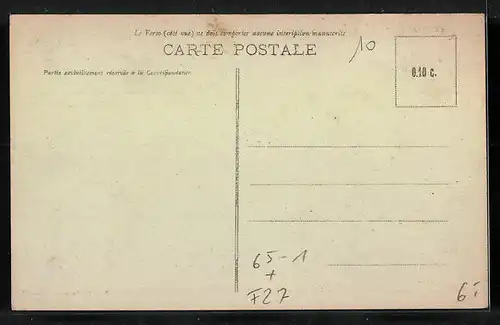 Le Verso (côté vue) ne doit comporter aucune inscription manuscrite
CARTE POSTALE
10
0.10 c.
Partie exclusivement réservée à la Correspondance
65-1
+
F27